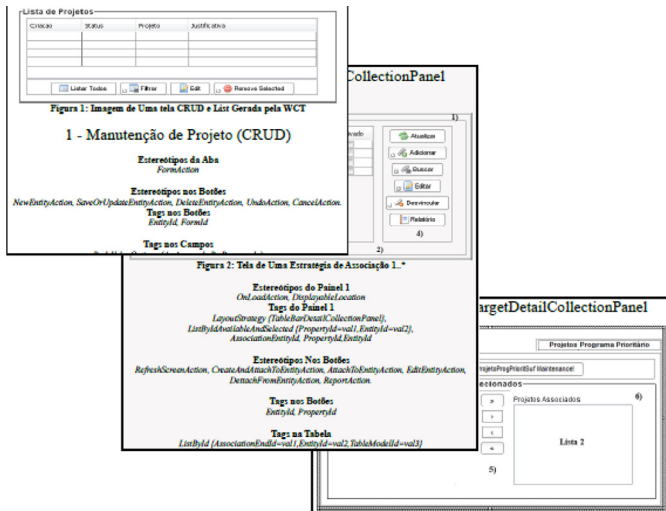 Lista de Projetos
Criacao Status Projeto Justificativa
Listar Todos Filtrar Edit Remove Selected
Figura 1: Imagem de Uma tela CRUD e List Gerada pela WCT
1 - Manutenção de Projeto (CRUD)
Estereótipos da Aba
FormAction
Estereótipos nos Botões
NewEntityAction, SaveOrUpdateEntityAction, DeleteEntityAction, UndoAction, CancelAction.
Tags nos Botões
EntityId, FormId
Tags nos Campos
CollectionPanel
1)
Atualizar
Adicionar
Buscar
Editar
Desvincular
Relatório
4)
2)
Figura 2: Tela de Uma Estratégia de Associação 1..*
Estereótipos do Painel 1
OnLoadAction, DisplayableLocation
Tags do Painel 1
LayoutStrategy {TableBarDetailCollectionPanel},
ListByIdAvailableAndSelected {PropertyId=val1,EntityId=val2},
AssociationEntityId, PropertyId,EntityId
Estereótipos Nos Botões
RefreshScreenAction, CreateAndAttachToEntityAction, AttachToEntityAction, EditEntityAction,
DettachFromEntityAction, ReportAction.
Tags nos Botões
EntityId, PropertyId
Tags na Tabela
ListById {AssociationEndId=val1,EntityId=val2,TableModelId=val3}
argetDetailCollectionPanel
Projetos Programa Prioritário
rojetoProgPrioritSuf Maintenance!
ecionados
» Projetos Associados 6)
›
‹ Lista 2
«
5)